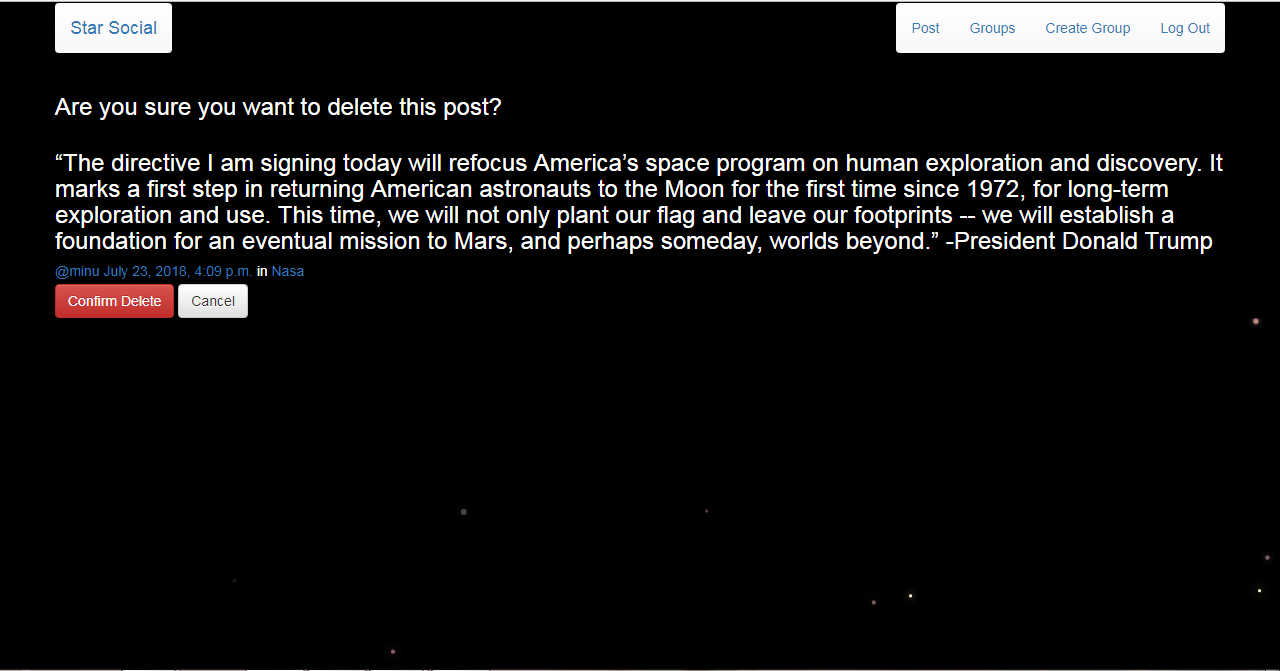 Star Social
Post Groups Create Group Log Out
Are you sure you want to delete this post?
“The directive I am signing today will refocus America’s space program on human exploration and discovery. It
marks a first step in returning American astronauts to the Moon for the first time since 1972, for long-term
exploration and use. This time, we will not only plant our flag and leave our footprints -- we will establish a
foundation for an eventual mission to Mars, and perhaps someday, worlds beyond.” -President Donald Trump
@minu July 23, 2018, 4:09 p.m. in Nasa
Confirm Delete Cancel